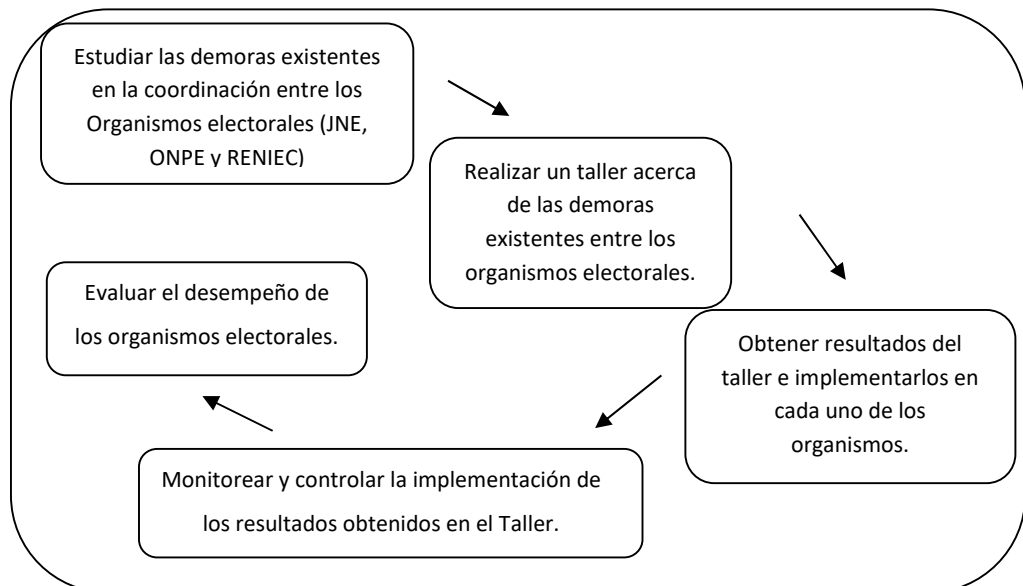 Estudiar las demoras existentes
en la coordinación entre los
Organismos electorales (JNE,
ONPE y RENIEC)
Realizar un taller acerca
de las demoras
existentes entre los
organismos electorales.
Obtener resultados del
taller e implementarlos en
cada uno de los
organismos.
Monitorear y controlar la implementación de
los resultados obtenidos en el Taller.
Evaluar el desempeño de
los organismos electorales.